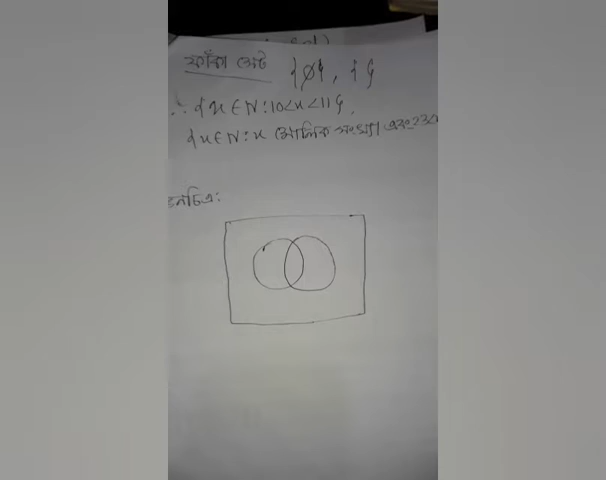 ফাঁকা সেট {∅}, { }
∴ {x ∈ N : 10 < x < 11},
{x ∈ N : x মৌলিক সংখ্যা এবং 23 <
ভেনচিত্র: